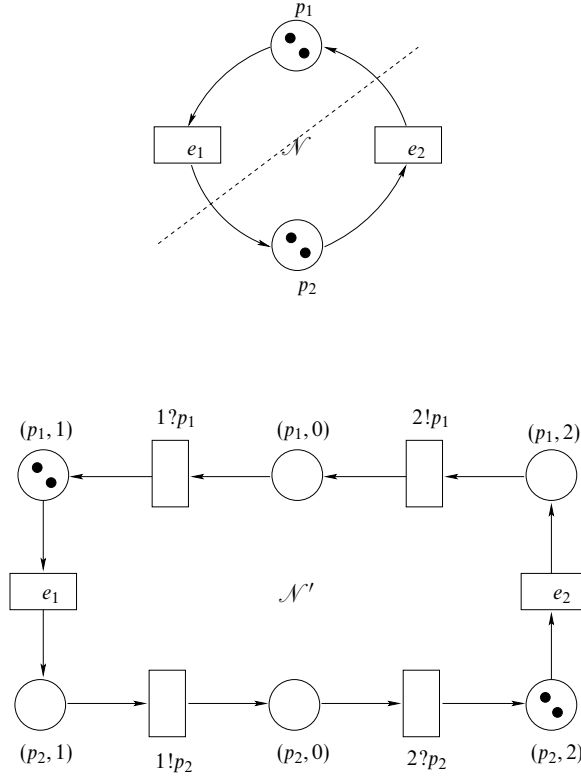 p₁
e₁ 𝒩 e₂
p₂
1?p₁ 2!p₁
(p₁, 1) (p₁, 0) (p₁, 2)
e₁ 𝒩′ e₂
(p₂, 1) 1!p₂ (p₂, 0) 2?p₂ (p₂, 2)